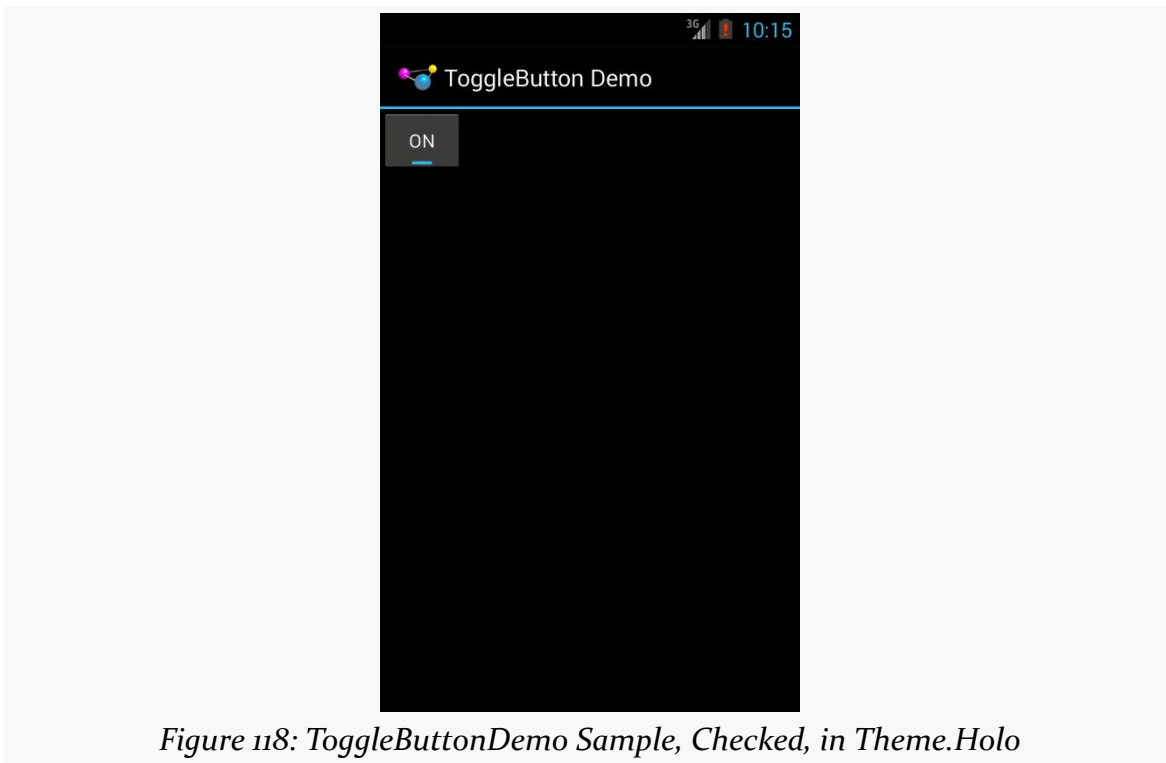 3G 10:15
ToggleButton Demo
ON
Figure 118: ToggleButtonDemo Sample, Checked, in Theme.Holo